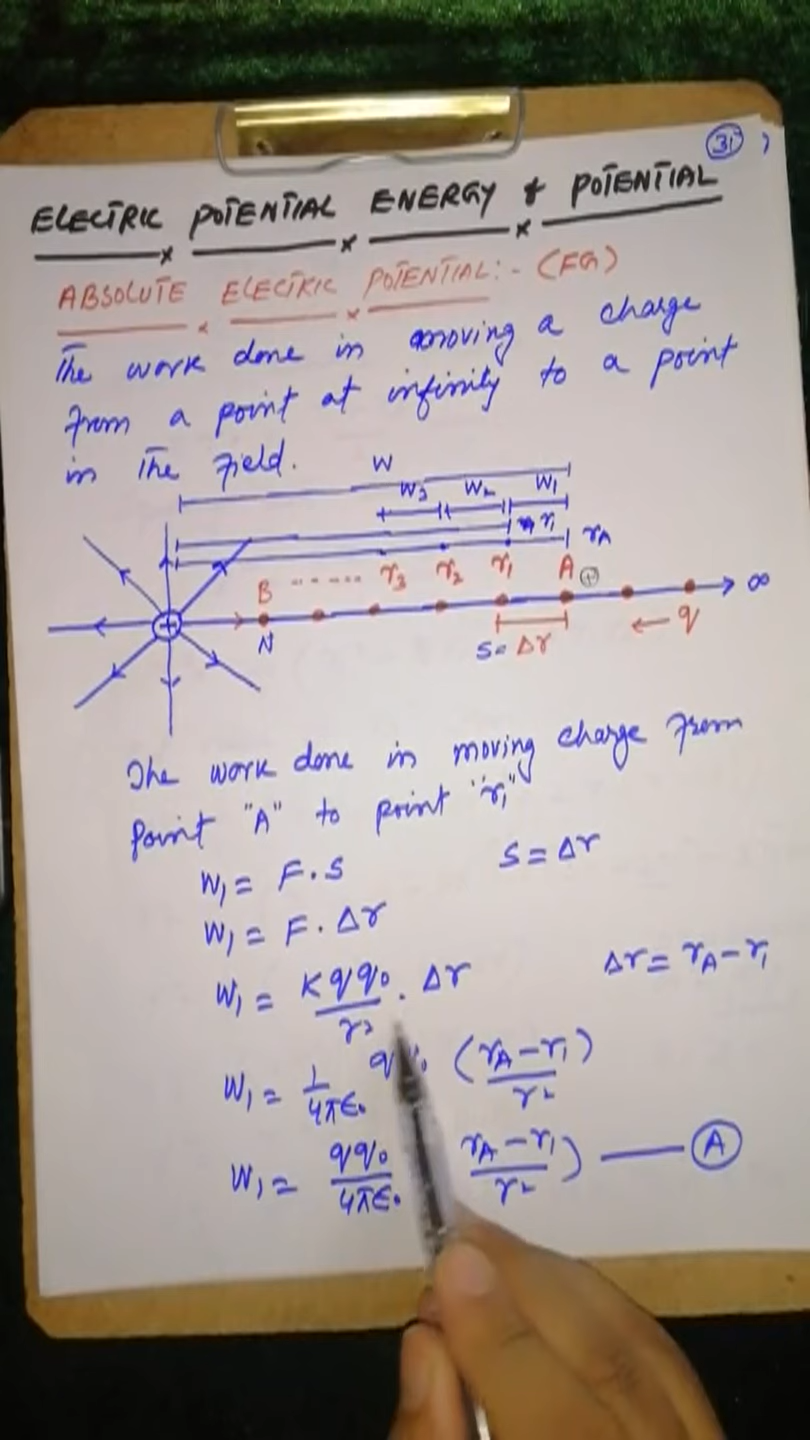 31
ELECTRIC POTENTIAL ENERGY & POTENTIAL
ABSOLUTE ELECTRIC POTENTIAL:- (FG)
The work done in moving a charge
from a point at infinity to a point
in the field.
W
W3 W2 W1
r1 rA
B ...... r3 r2 r1 A + ∞
+ N S=Δr ← q
The work done in moving charge from
Point "A" to point "r1"
W1 = F.S S = Δr
W1 = F.Δr
W1 = Kqq0/r² . Δr Δr = rA - r1
W1 = 1/4πε0 (rA - r1)/r²
W1 = qq0/4πε0 rA - r1/r²) — A